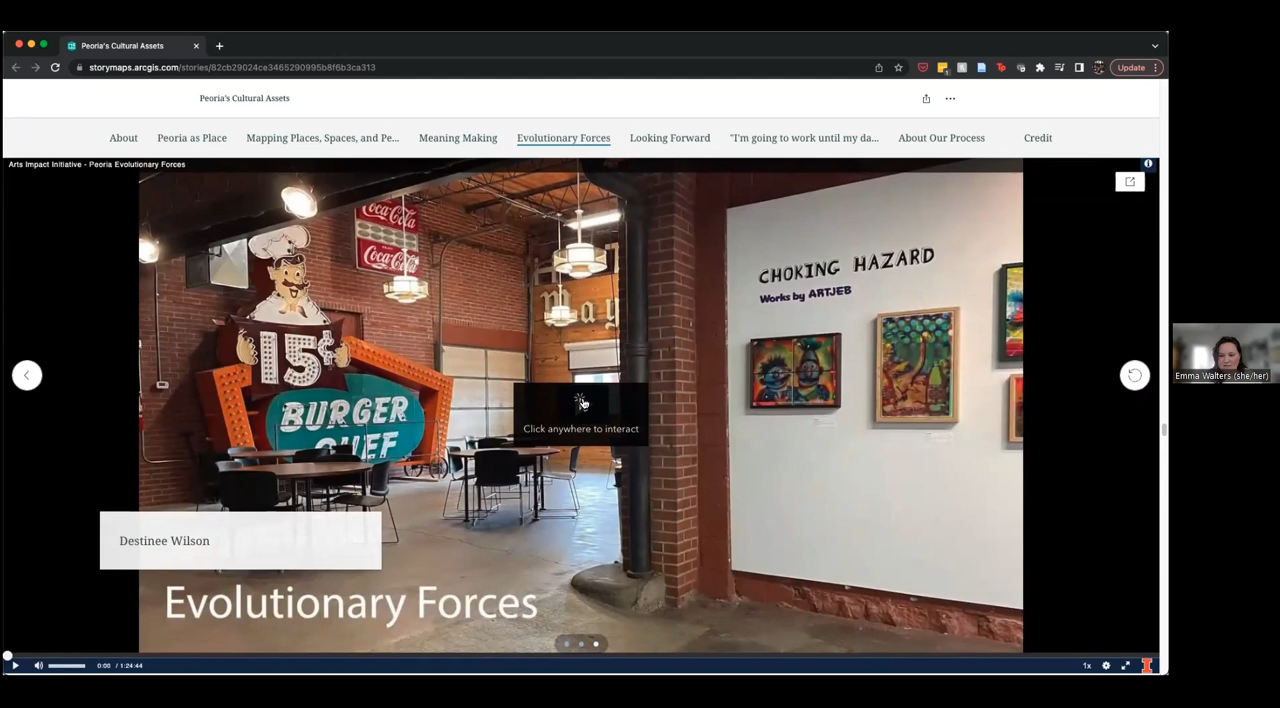 Peoria's Cultural Assets
storymaps.arcgis.com/stories/82cb29024ce3465290995b8f6b3ca313
Update
Peoria's Cultural Assets
About
Peoria as Place
Mapping Places, Spaces, and Pe...
Meaning Making
Evolutionary Forces
Looking Forward
"I'm going to work until my da...
About Our Process
Credit
Arts Impact Initiative - Peoria Evolutionary Forces
Coca-Cola
Coca-Cola
CHOKING HAZARD
Works by ARTJEB
May
15¢
BURGER
CHEF
Click anywhere to interact
Emma Walters (she/her)
Destinee Wilson
Evolutionary Forces
0:00 / 1:24:44
1x